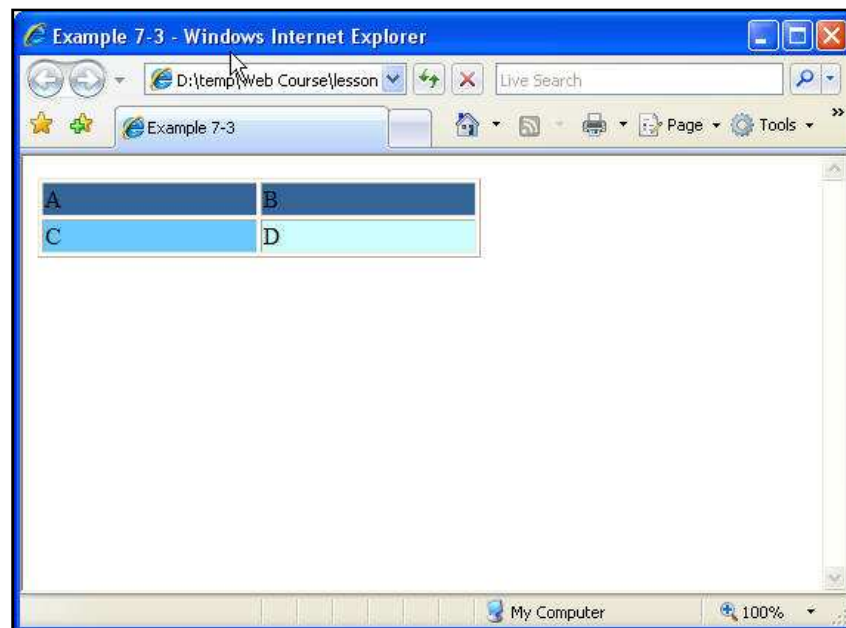 Example 7-3 - Windows Internet Explorer
D:\temp\Web Course\lesson
Live Search
Example 7-3
Page
Tools
»
A B
C D
My Computer
100%